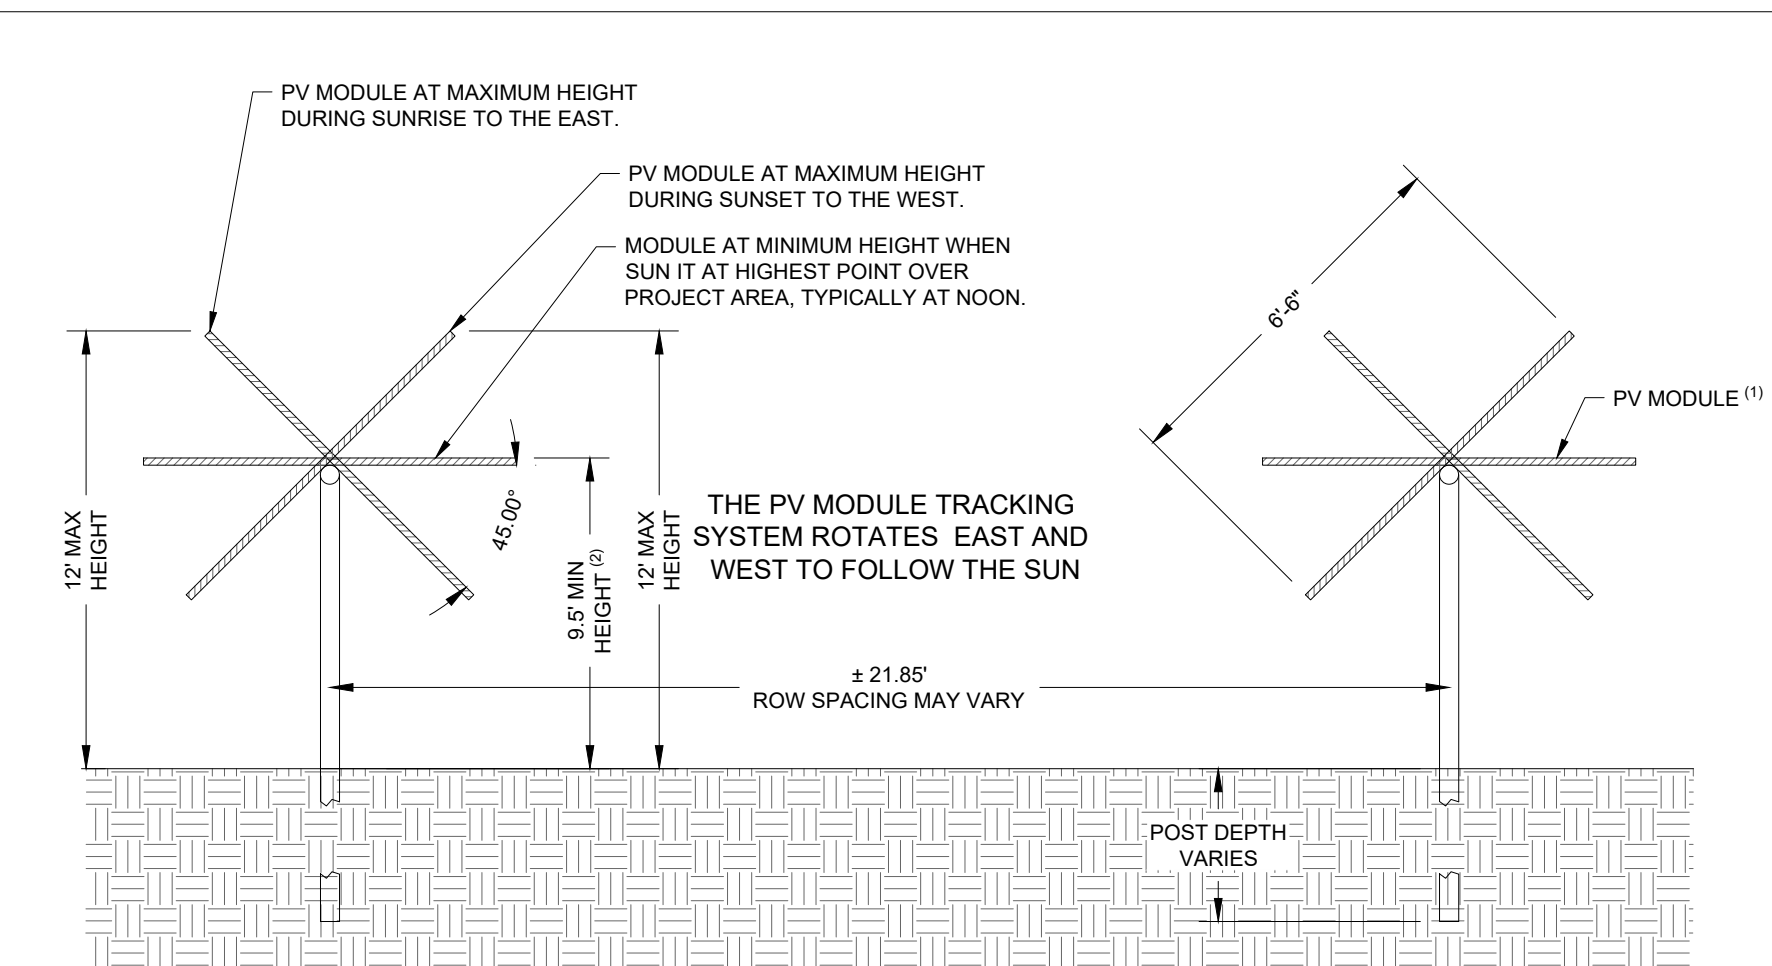 PV MODULE AT MAXIMUM HEIGHT
DURING SUNRISE TO THE EAST.
PV MODULE AT MAXIMUM HEIGHT
DURING SUNSET TO THE WEST.
MODULE AT MINIMUM HEIGHT WHEN
SUN IT AT HIGHEST POINT OVER
PROJECT AREA, TYPICALLY AT NOON.
6'-6"
PV MODULE (1)
12' MAX
HEIGHT
45.00°
9.5' MIN
HEIGHT (2)
12' MAX
HEIGHT
THE PV MODULE TRACKING
SYSTEM ROTATES EAST AND
WEST TO FOLLOW THE SUN
± 21.85'
ROW SPACING MAY VARY
POST DEPTH
VARIES